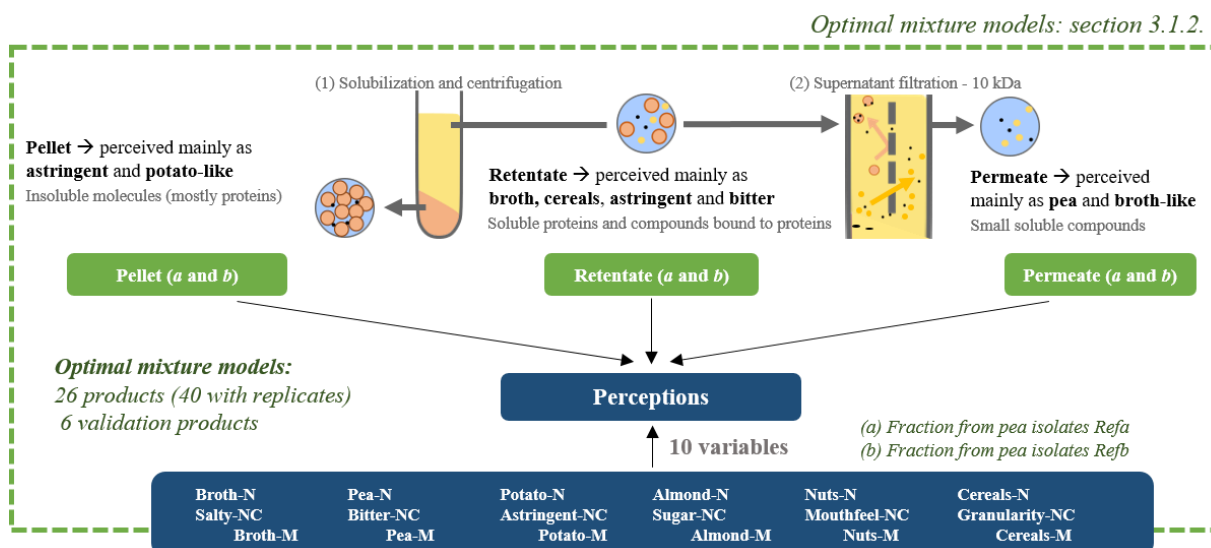 Optimal mixture models: section 3.1.2.
(1) Solubilization and centrifugation
(2) Supernatant filtration - 10 kDa
Pellet → perceived mainly as
astringent and potato-like
Insoluble molecules (mostly proteins)
Retentate → perceived mainly as
broth, cereals, astringent and bitter
Soluble proteins and compounds bound to proteins
Permeate → perceived
mainly as pea and broth-like
Small soluble compounds
Pellet (a and b)
Retentate (a and b)
Permeate (a and b)
Optimal mixture models:
26 products (40 with replicates)
6 validation products
Perceptions
10 variables
(a) Fraction from pea isolates Refa
(b) Fraction from pea isolates Refb
Broth-N Pea-N Potato-N Almond-N Nuts-N Cereals-N
Salty-NC Bitter-NC Astringent-NC Sugar-NC Mouthfeel-NC Granularity-NC
Broth-M Pea-M Potato-M Almond-M Nuts-M Cereals-M